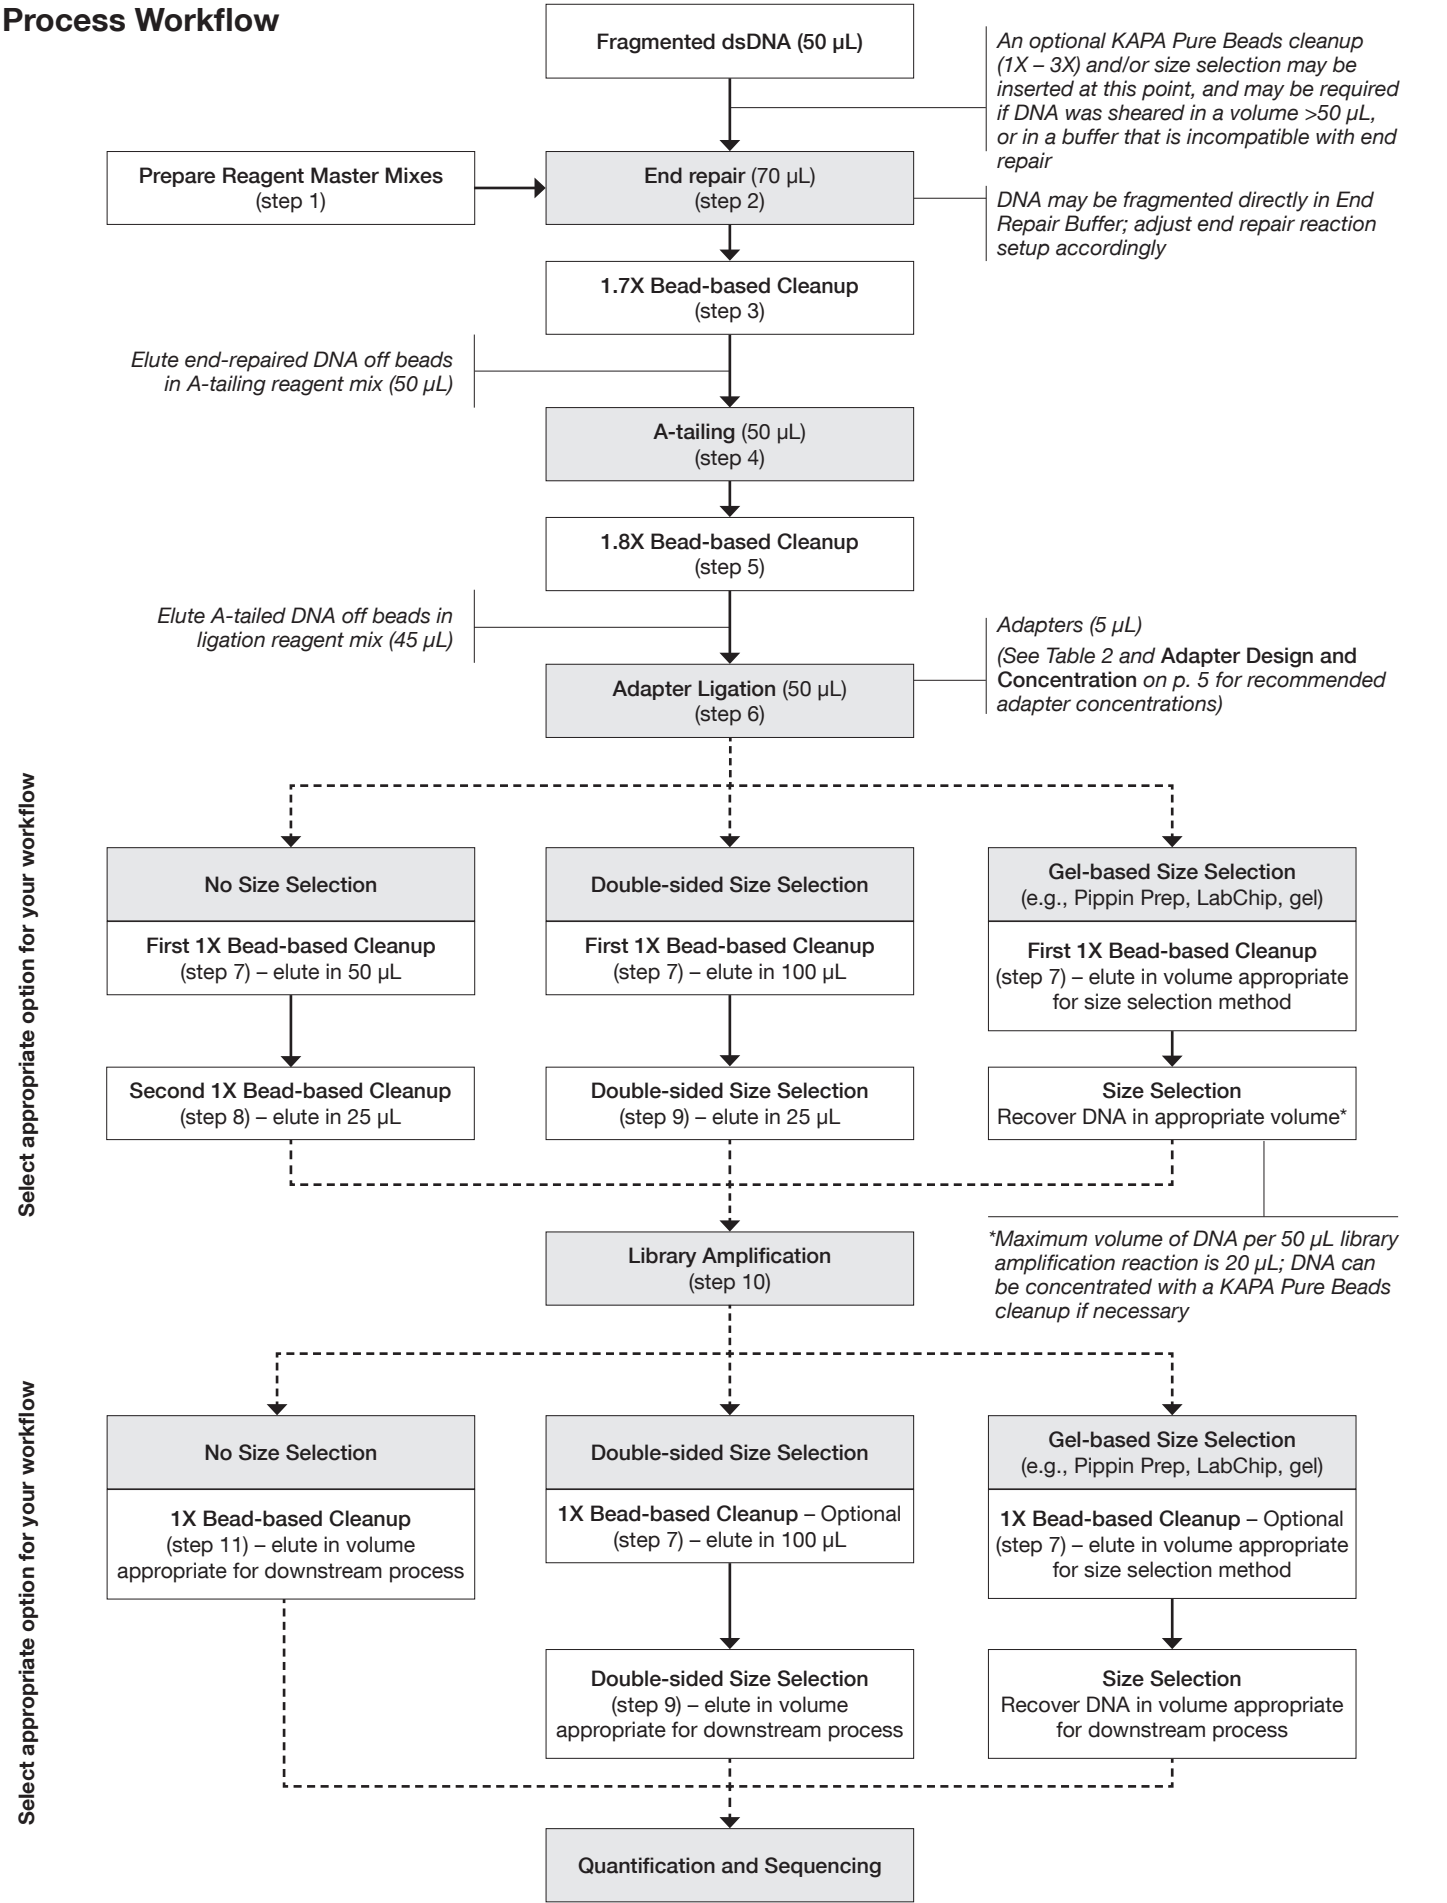 Process Workflow
Fragmented dsDNA (50 µL)
An optional KAPA Pure Beads cleanup
(1X – 3X) and/or size selection may be
inserted at this point, and may be required
if DNA was sheared in a volume >50 µL,
or in a buffer that is incompatible with end
repair
Prepare Reagent Master Mixes
(step 1)
End repair (70 µL)
(step 2)
DNA may be fragmented directly in End
Repair Buffer; adjust end repair reaction
setup accordingly
1.7X Bead-based Cleanup
(step 3)
Elute end-repaired DNA off beads
in A-tailing reagent mix (50 µL)
A-tailing (50 µL)
(step 4)
1.8X Bead-based Cleanup
(step 5)
Elute A-tailed DNA off beads in
ligation reagent mix (45 µL)
Adapter Ligation (50 µL)
(step 6)
Adapters (5 µL)
(See Table 2 and Adapter Design and
Concentration on p. 5 for recommended
adapter concentrations)
Select appropriate option for your workflow
No Size Selection
First 1X Bead-based Cleanup
(step 7) – elute in 50 µL
Second 1X Bead-based Cleanup
(step 8) – elute in 25 µL
Double-sided Size Selection
First 1X Bead-based Cleanup
(step 7) – elute in 100 µL
Double-sided Size Selection
(step 9) – elute in 25 µL
Gel-based Size Selection
(e.g., Pippin Prep, LabChip, gel)
First 1X Bead-based Cleanup
(step 7) – elute in volume appropriate
for size selection method
Size Selection
Recover DNA in appropriate volume*
*Maximum volume of DNA per 50 µL library
amplification reaction is 20 µL; DNA can
be concentrated with a KAPA Pure Beads
cleanup if necessary
Library Amplification
(step 10)
Select appropriate option for your workflow
No Size Selection
1X Bead-based Cleanup
(step 11) – elute in volume
appropriate for downstream process
Double-sided Size Selection
1X Bead-based Cleanup – Optional
(step 7) – elute in 100 µL
Double-sided Size Selection
(step 9) – elute in volume
appropriate for downstream process
Gel-based Size Selection
(e.g., Pippin Prep, LabChip, gel)
1X Bead-based Cleanup – Optional
(step 7) – elute in volume appropriate
for size selection method
Size Selection
Recover DNA in volume appropriate
for downstream process
Quantification and Sequencing